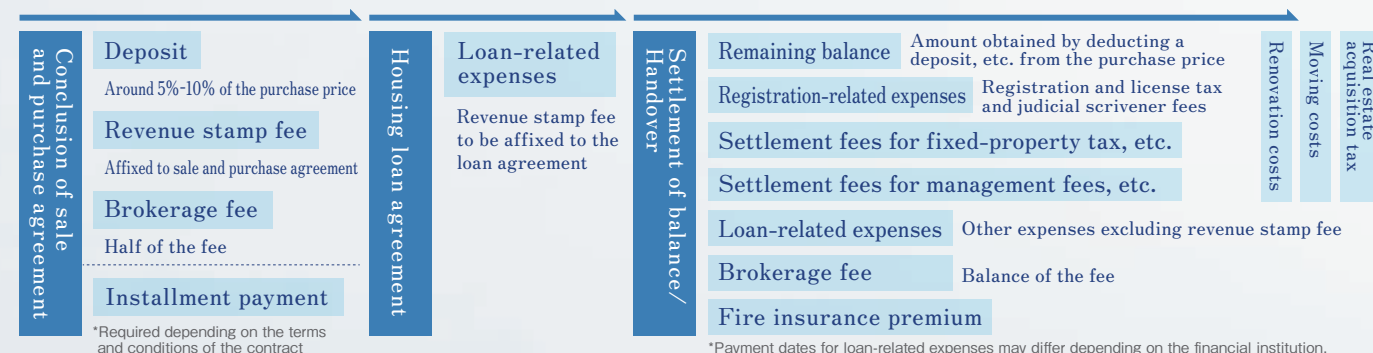 Conclusion of sale
and purchase agreement
Deposit
Around 5%-10% of the purchase price
Revenue stamp fee
Affixed to sale and purchase agreement
Brokerage fee
Half of the fee
Installment payment
*Required depending on the terms
and conditions of the contract
Housing loan agreement
Loan-related
expenses
Revenue stamp fee
to be affixed to the
loan agreement
Settlement of balance/
Handover
Remaining balance
Amount obtained by deducting a
deposit, etc. from the purchase price
Registration-related expenses
Registration and license tax
and judicial scrivener fees
Settlement fees for fixed-property tax, etc.
Settlement fees for management fees, etc.
Loan-related expenses
Other expenses excluding revenue stamp fee
Brokerage fee
Balance of the fee
Fire insurance premium
*Payment dates for loan-related expenses may differ depending on the financial institution.
Renovation costs
Moving costs
Real estate
acquisition tax